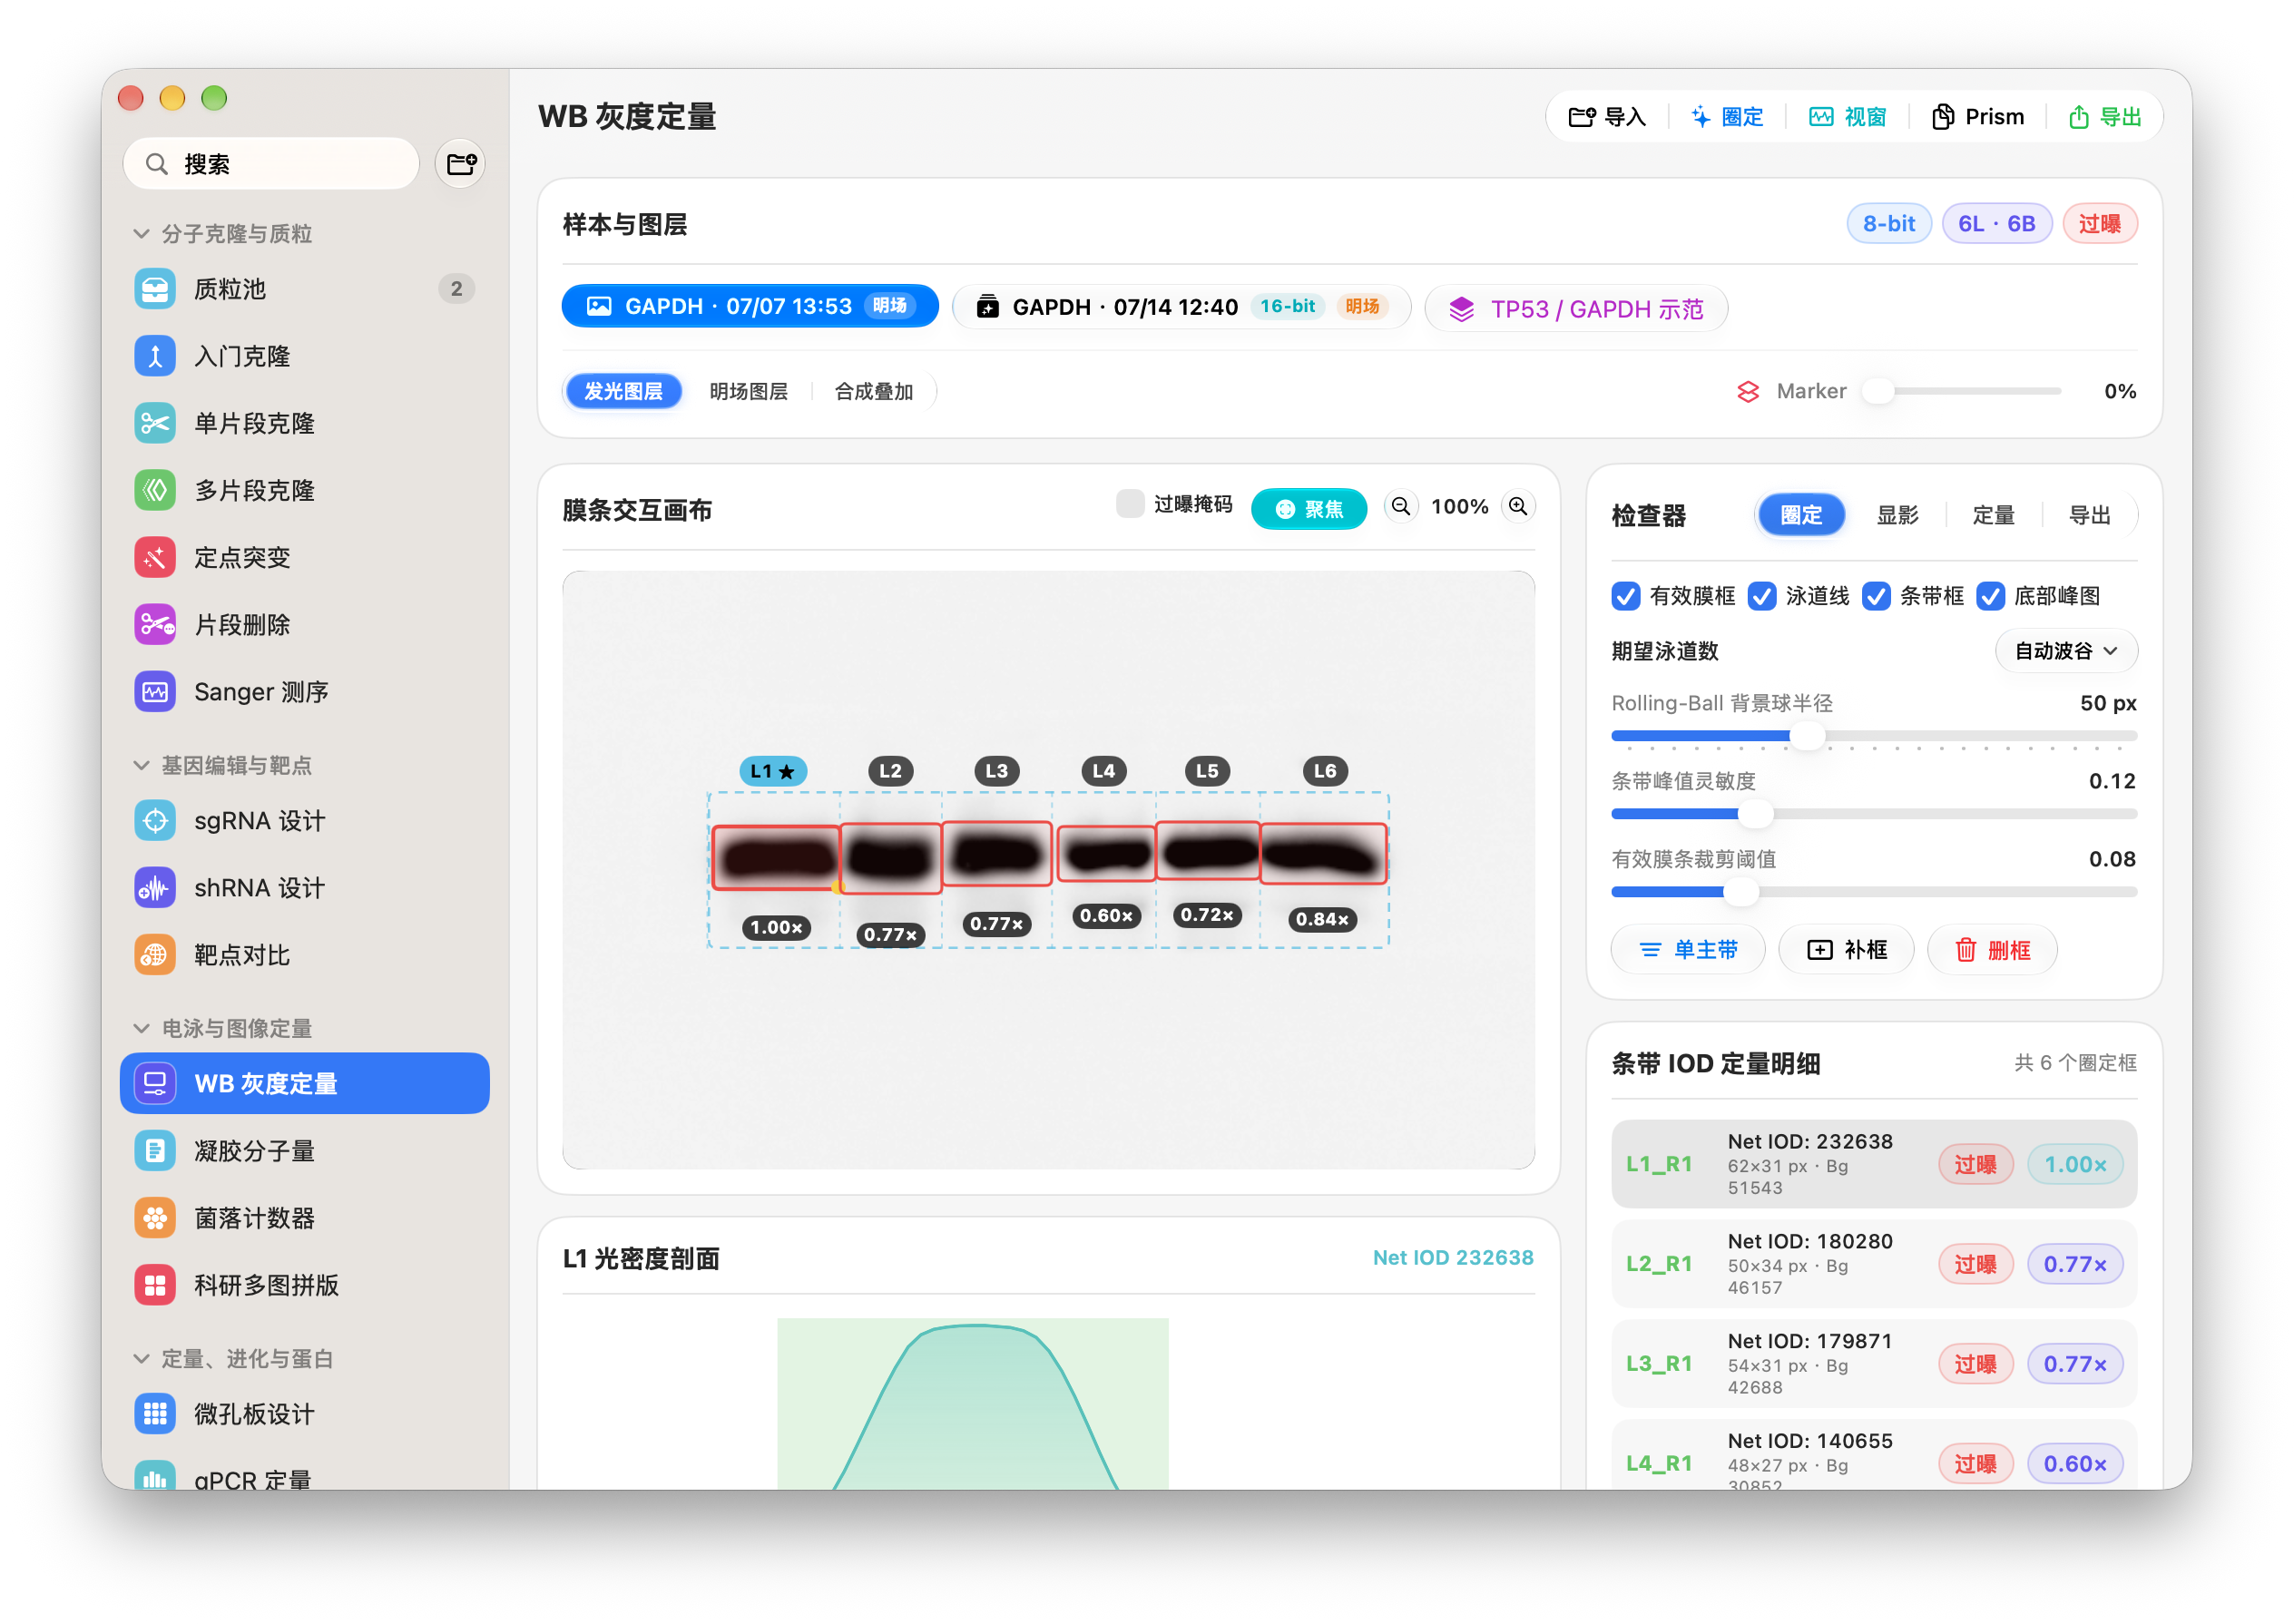 搜索
分子克隆与质粒
质粒池 2
入门克隆
单片段克隆
多片段克隆
定点突变
片段删除
Sanger 测序
基因编辑与靶点
sgRNA 设计
shRNA 设计
靶点对比
电泳与图像定量
WB 灰度定量
凝胶分子量
菌落计数器
科研多图拼版
定量、进化与蛋白
微孔板设计
qPCR 定量
WB 灰度定量
导入 圈定 视窗 Prism 导出
样本与图层
8-bit 6L · 6B 过曝
GAPDH · 07/07 13:53 明场
GAPDH · 07/14 12:40 16-bit 明场
TP53 / GAPDH 示范
发光图层 明场图层 合成叠加
Marker 0%
膜条交互画布
过曝掩码 聚焦 100%
L1 ★ L2 L3 L4 L5 L6
1.00× 0.77× 0.77× 0.60× 0.72× 0.84×
L1 光密度剖面
Net IOD 232638
检查器 圈定 显影 定量 导出
有效膜框 泳道线 条带框 底部峰图
期望泳道数 自动波谷
Rolling-Ball 背景球半径 50 px
条带峰值灵敏度 0.12
有效膜条裁剪阈值 0.08
单主带 补框 删框
条带 IOD 定量明细 共 6 个圈定框
L1_R1
Net IOD: 232638
62×31 px · Bg
51543
过曝 1.00×
L2_R1
Net IOD: 180280
50×34 px · Bg
46157
过曝 0.77×
L3_R1
Net IOD: 179871
54×31 px · Bg
42688
过曝 0.77×
L4_R1
Net IOD: 140655
48×27 px · Bg
30852
过曝 0.60×